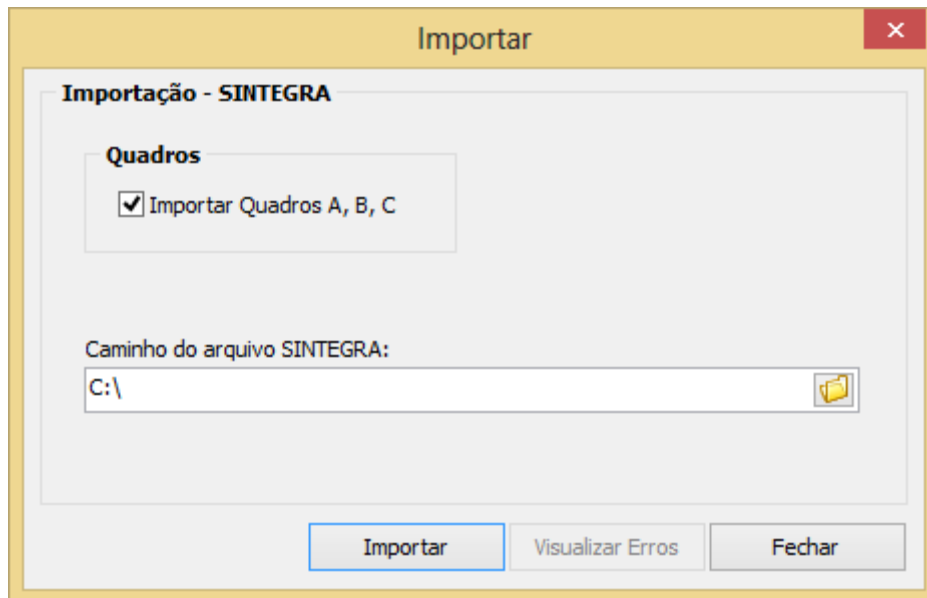 Importar
Importação - SINTEGRA
Quadros
Importar Quadros A, B, C
Caminho do arquivo SINTEGRA:
C:\
Importar Visualizar Erros Fechar